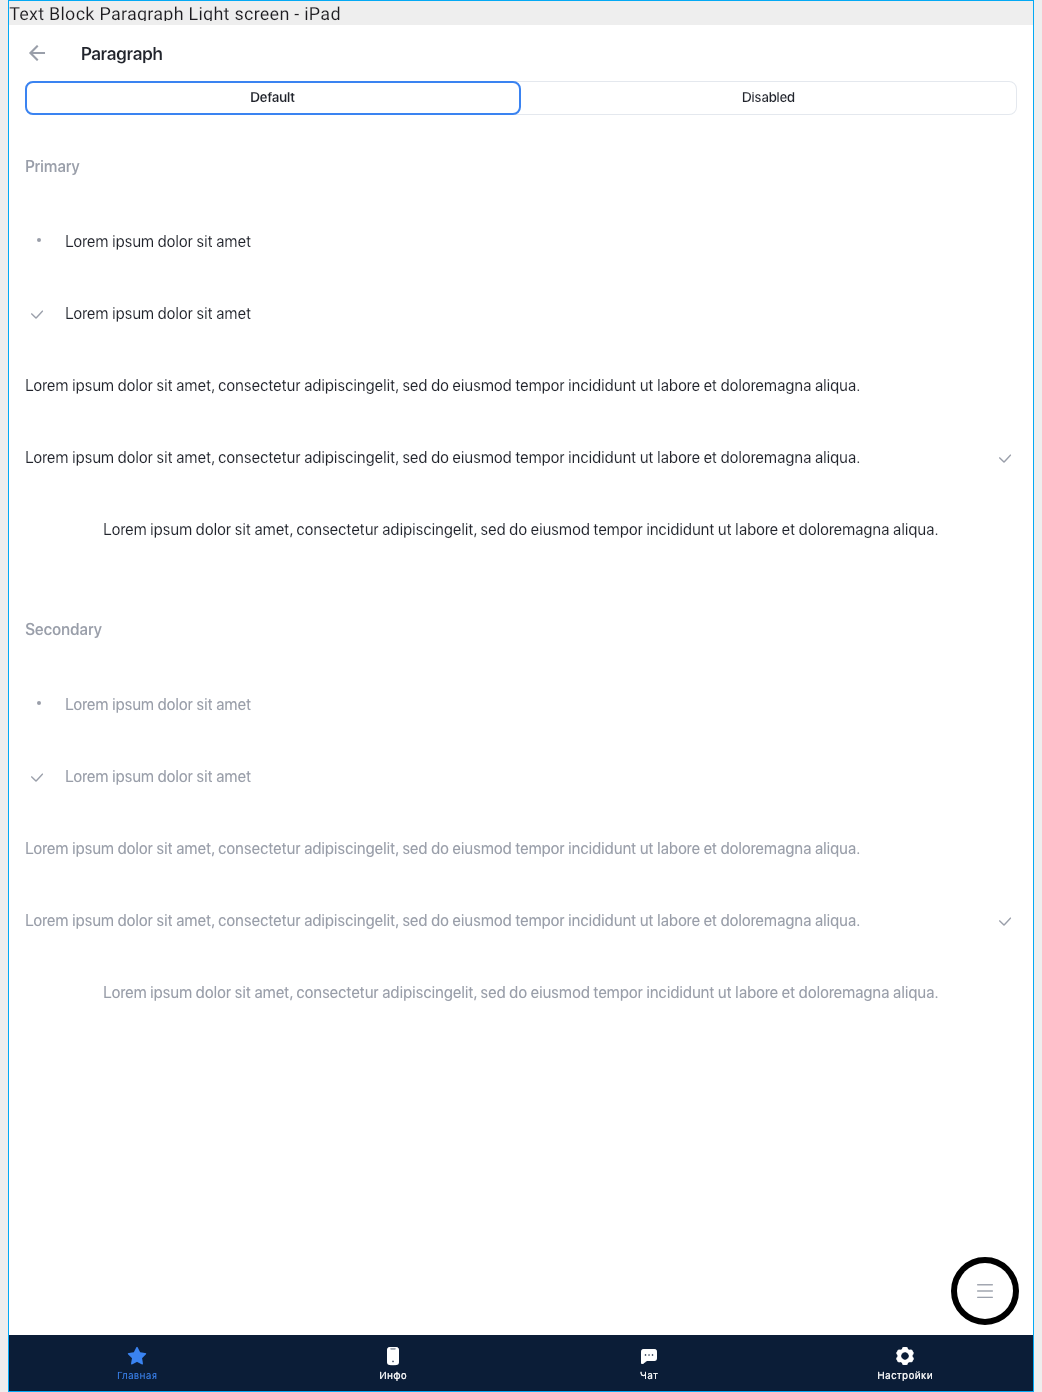 Text Block Paragraph Light screen - iPad
Paragraph
Default
Disabled
Primary
Lorem ipsum dolor sit amet
Lorem ipsum dolor sit amet
Lorem ipsum dolor sit amet, consectetur adipiscingelit, sed do eiusmod tempor incididunt ut labore et doloremagna aliqua.
Lorem ipsum dolor sit amet, consectetur adipiscingelit, sed do eiusmod tempor incididunt ut labore et doloremagna aliqua.
Lorem ipsum dolor sit amet, consectetur adipiscingelit, sed do eiusmod tempor incididunt ut labore et doloremagna aliqua.
Secondary
Lorem ipsum dolor sit amet
Lorem ipsum dolor sit amet
Lorem ipsum dolor sit amet, consectetur adipiscingelit, sed do eiusmod tempor incididunt ut labore et doloremagna aliqua.
Lorem ipsum dolor sit amet, consectetur adipiscingelit, sed do eiusmod tempor incididunt ut labore et doloremagna aliqua.
Lorem ipsum dolor sit amet, consectetur adipiscingelit, sed do eiusmod tempor incididunt ut labore et doloremagna aliqua.
Главная
Инфо
Чат
Настройки